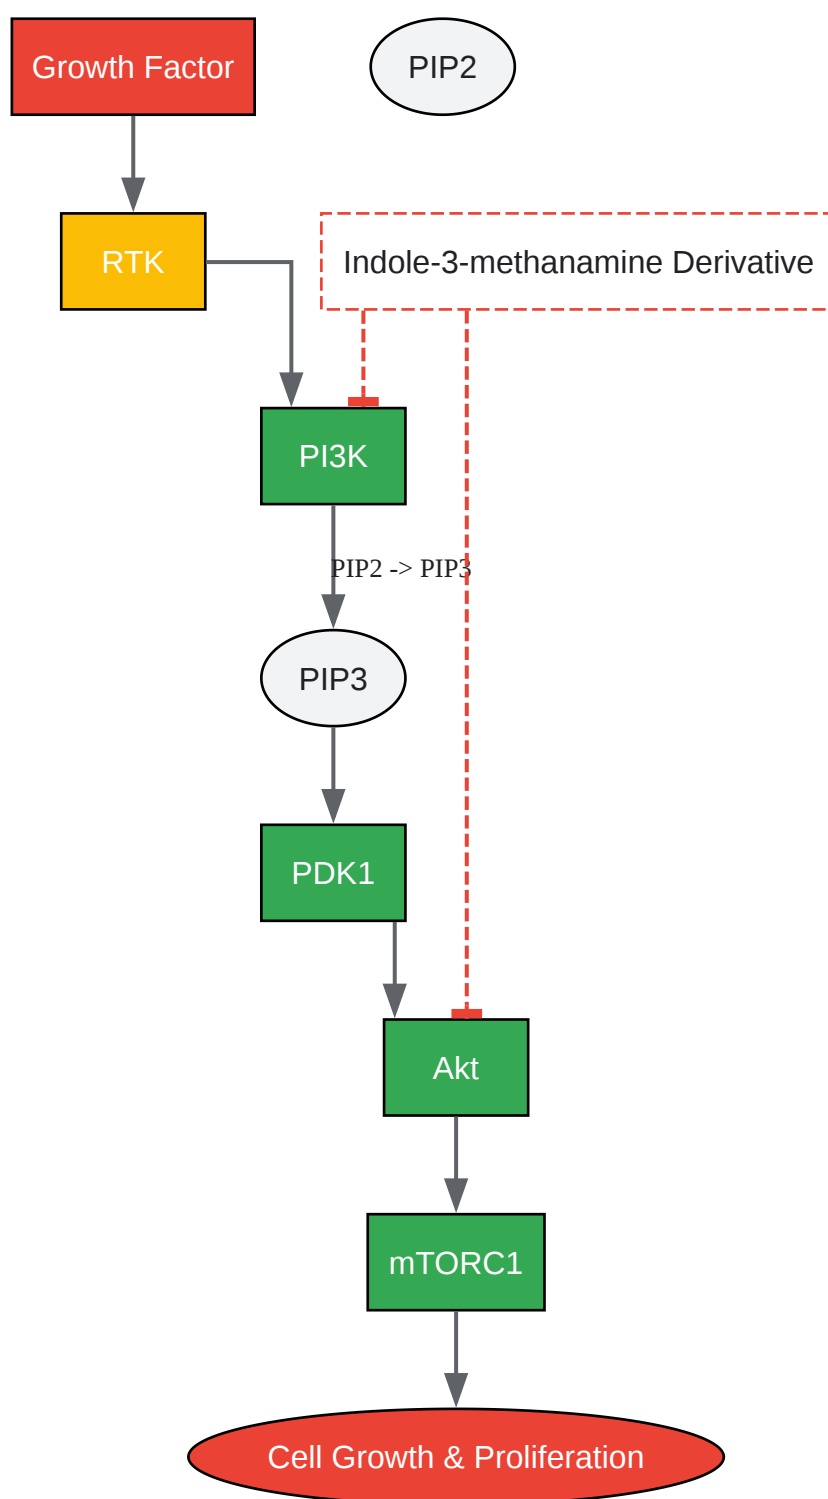 Growth Factor
PIP2
RTK
Indole-3-methanamine Derivative
PI3K
PIP2 -> PIP3
PIP3
PDK1
Akt
mTORC1
Cell Growth & Proliferation